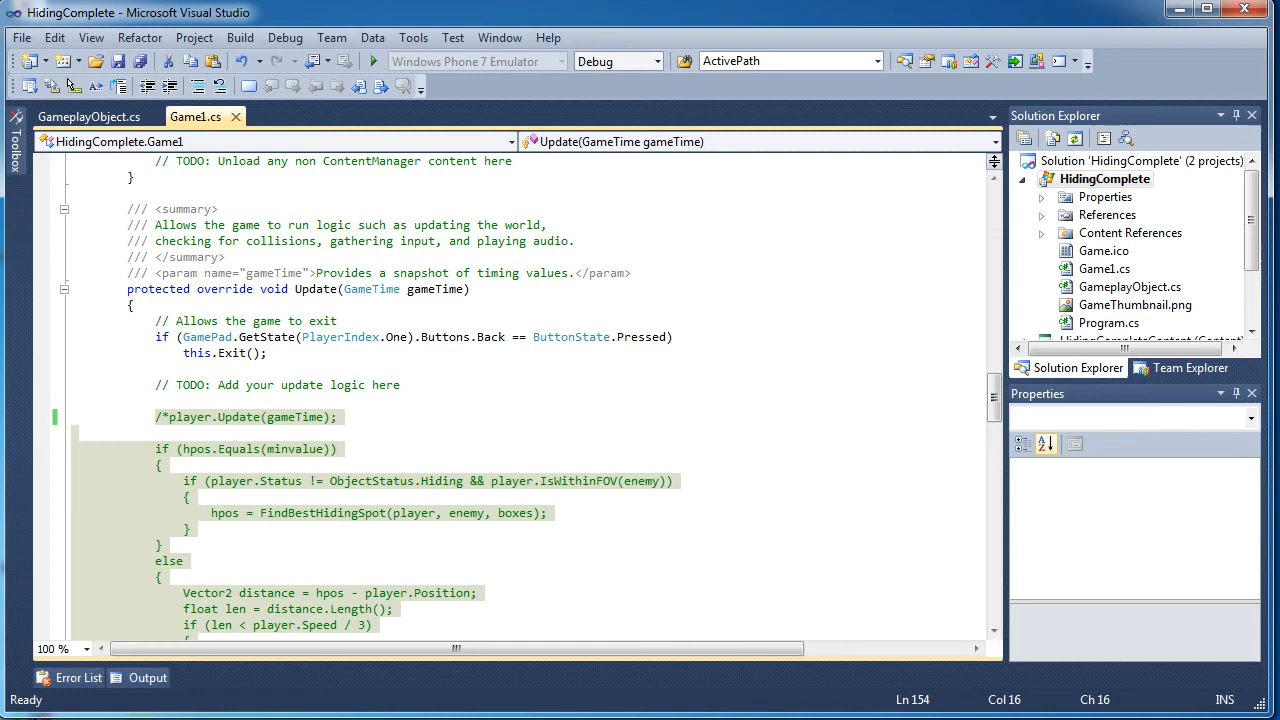 HidingComplete - Microsoft Visual Studio
File Edit View Refactor Project Build Debug Team Data Tools Test Window Help
Windows Phone 7 Emulator Debug ActivePath
GameplayObject.cs Game1.cs
HidingComplete.Game1 Update(GameTime gameTime)
Toolbox
// TODO: Unload any non ContentManager content here
}
/// <summary>
/// Allows the game to run logic such as updating the world,
/// checking for collisions, gathering input, and playing audio.
/// </summary>
/// <param name="gameTime">Provides a snapshot of timing values.</param>
protected override void Update(GameTime gameTime)
{
// Allows the game to exit
if (GamePad.GetState(PlayerIndex.One).Buttons.Back == ButtonState.Pressed)
this.Exit();
// TODO: Add your update logic here
/*player.Update(gameTime);
if (hpos.Equals(minvalue))
{
if (player.Status != ObjectStatus.Hiding && player.IsWithinFOV(enemy))
{
hpos = FindBestHidingSpot(player, enemy, boxes);
}
}
else
{
Vector2 distance = hpos - player.Position;
float len = distance.Length();
if (len < player.Speed / 3)
{
100 %
Solution Explorer
Solution 'HidingComplete' (2 projects)
HidingComplete
Properties
References
Content References
Game.ico
Game1.cs
GameplayObject.cs
GameThumbnail.png
Program.cs
HidingCompleteContent (Content)
Solution Explorer Team Explorer
Properties
Error List Output
Ready Ln 154 Col 16 Ch 16 INS